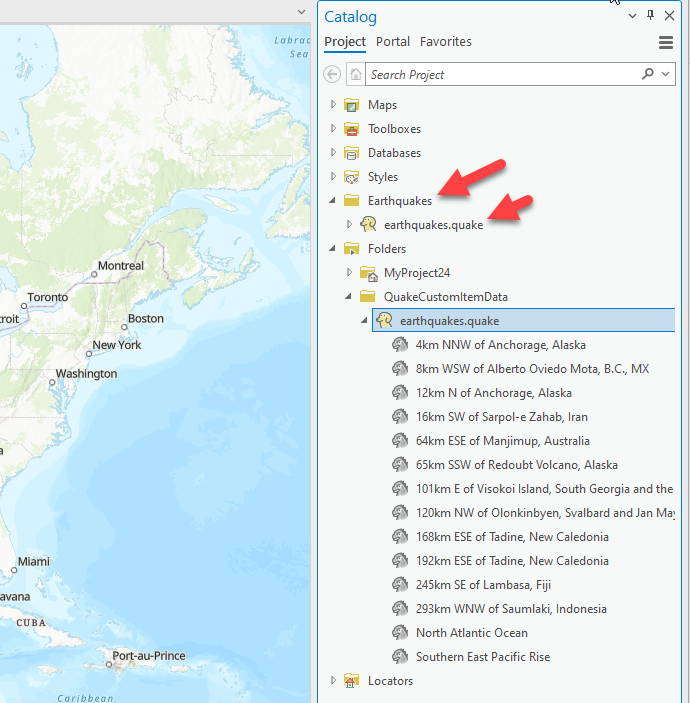 Labrad
Sea
Montreal
Toronto
roit
Boston
New York
Washington
a
Miami
avana
CUBA
Port-au-Prince
Caribbean
Catalog
Project Portal Favorites
Search Project
Maps
Toolboxes
Databases
Styles
Earthquakes
earthquakes.quake
Folders
MyProject24
QuakeCustomItemData
earthquakes.quake
4km NNW of Anchorage, Alaska
8km WSW of Alberto Oviedo Mota, B.C., MX
12km N of Anchorage, Alaska
16km SW of Sarpol-e Zahab, Iran
64km ESE of Manjimup, Australia
65km SSW of Redoubt Volcano, Alaska
101km E of Visokoi Island, South Georgia and the
120km NW of Olonkinbyen, Svalbard and Jan May
168km ESE of Tadine, New Caledonia
192km ESE of Tadine, New Caledonia
245km SE of Lambasa, Fiji
293km WNW of Saumlaki, Indonesia
North Atlantic Ocean
Southern East Pacific Rise
Locators